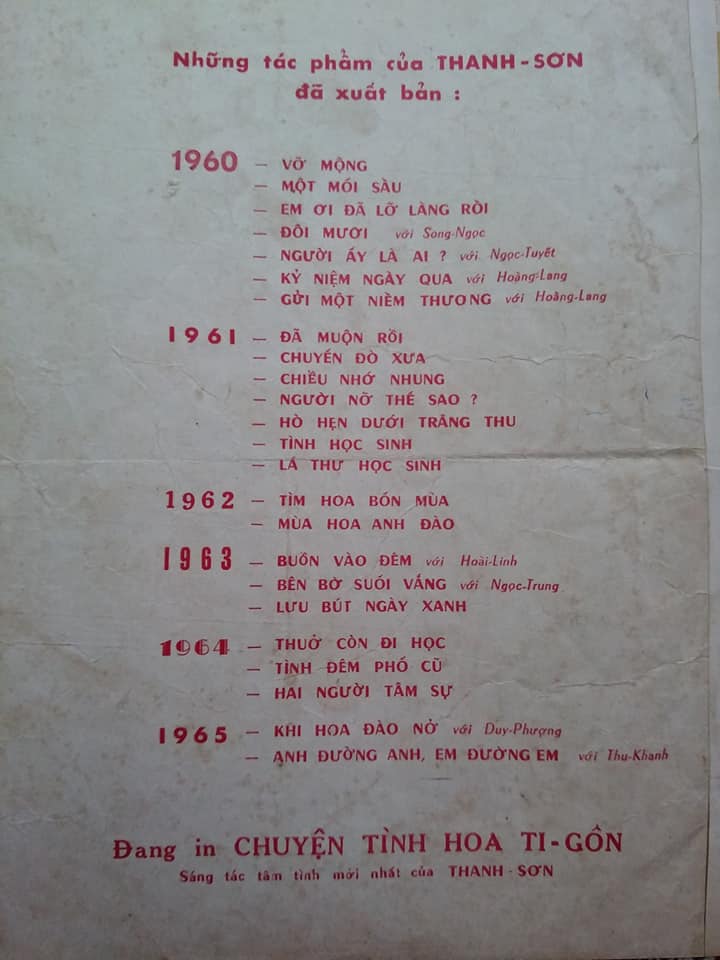 Những tác phẩm của THANH-SƠN
đã xuất bản :
1960 – VỠ MỘNG
– MỘT MỐI SẦU
– EM ƠI ĐÃ LỠ LÀNG RỒI
– ĐÔI MƯƠI với Song-Ngọc
– NGƯỜI ẤY LÀ AI ? với Ngọc-Tuyết
– KỶ NIỆM NGÀY QUA với Hoàng-Lang
– GỬI MỘT NIỀM THƯƠNG với Hoàng-Lang
1961 – ĐÃ MUỘN RỒI
– CHUYẾN ĐÒ XƯA
– CHIỀU NHỚ NHUNG
– NGƯỜI NỠ THẾ SAO ?
– HÒ HẸN DƯỚI TRĂNG THU
– TÌNH HỌC SINH
– LÁ THƯ HỌC SINH
1962 – TÌM HOA BỐN MÙA
– MÙA HOA ANH ĐÀO
1963 – BUỒN VÀO ĐÊM với Hoài-Linh
– BÊN BỜ SUỐI VẮNG với Ngọc-Trung
– LƯU BÚT NGÀY XANH
1964 – THUỞ CÒN ĐI HỌC
– TÌNH ĐÊM PHỐ CŨ
– HAI NGƯỜI TÂM SỰ
1965 – KHI HOA ĐÀO NỞ với Duy-Phượng
– ANH ĐƯỜNG ANH, EM ĐƯỜNG EM với Thu-Khanh
Đang in CHUYỆN TÌNH HOA TI-GÔN
Sáng tác tâm tình mới nhất của THANH-SƠN